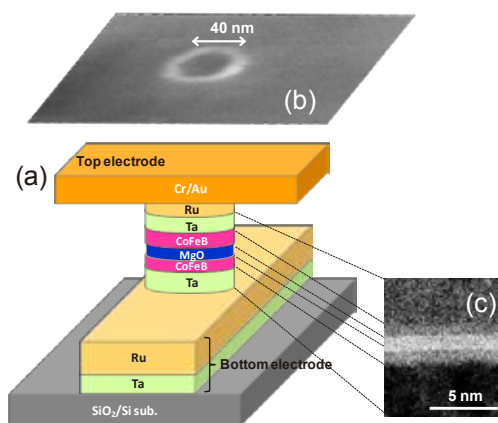 40 nm
(b)
(a)
Top electrode
Cr/Au
Ru
Ta
CoFeB
MgO
CoFeB
Ta
(c)
Ru
Bottom electrode
Ta
5 nm
SiO₂/Si sub.